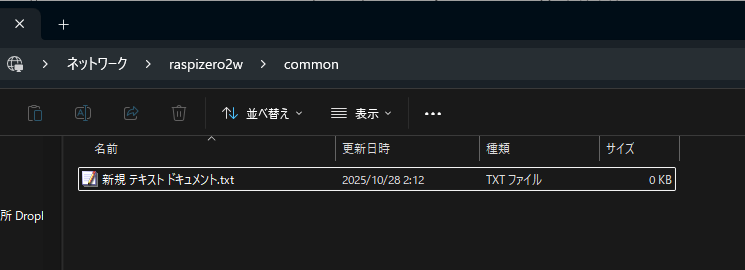 ネットワーク > raspizero2w > common
並べ替え 表示
名前 更新日時 種類 サイズ
新規 テキスト ドキュメント.txt 2025/10/28 2:12 TXT ファイル 0 KB
所 Dropl